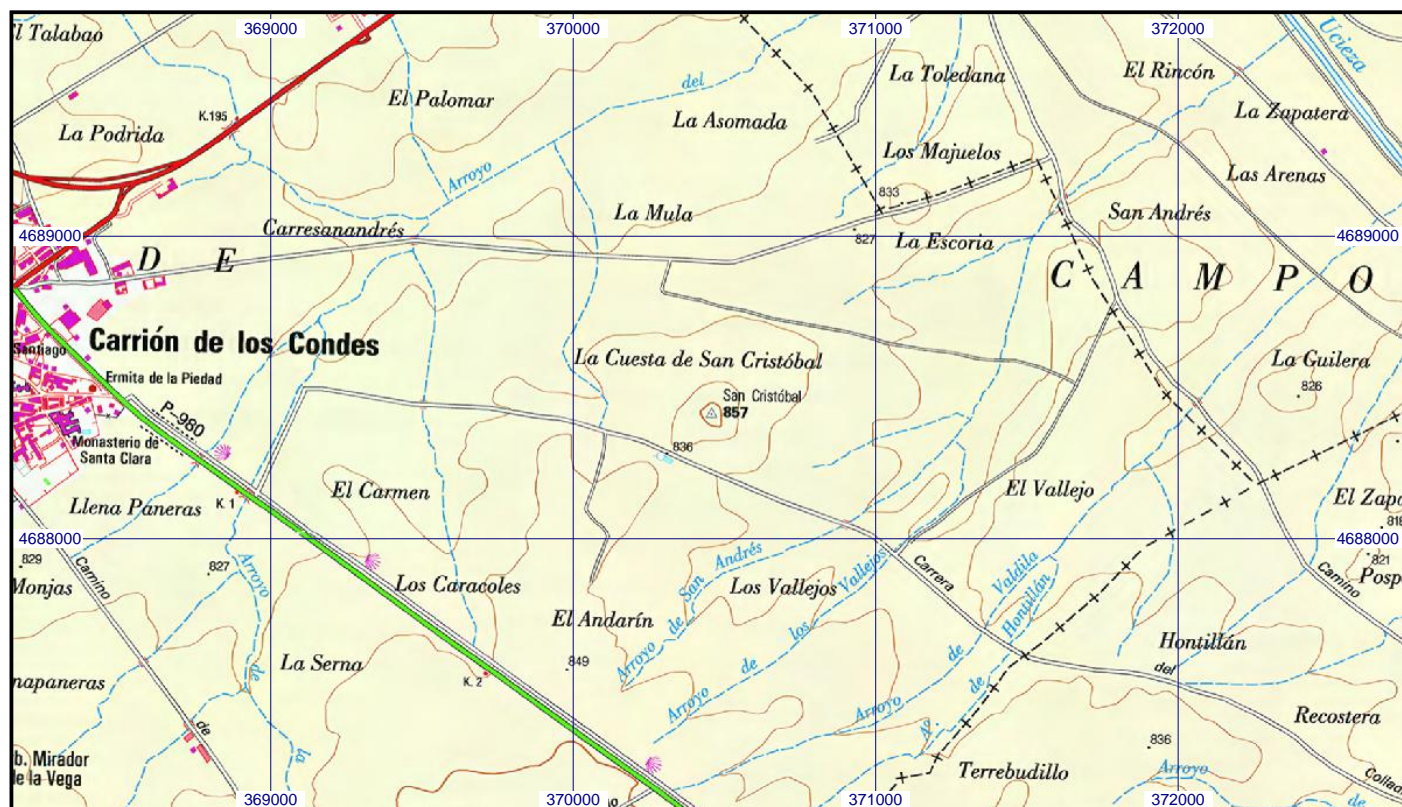 369000
370000
371000
372000
El Talabao
Ucieza
del
La Toledana
El Rincón
El Palomar
K.195
La Asomada
La Zapatera
La Podrida
Los Majuelos
Arroyo
Las Arenas
833
La Mula
San Andrés
Carresanandrés
4689000
827
La Escoria
4689000
D E
C A M P O
Carrión de los Condes
Santiago
La Cuesta de San Cristóbal
La Guilera
Ermita de la Piedad
826
San Cristóbal
857
P-980
Monasterio de
Santa Clara
836
El Carmen
El Vallejo
Llena Paneras
K. 1
818
4688000
4688000
829
Camino
827
Arroyo
de
la
Monjas
Los Caracoles
Arroyo de San Andrés
Los Vallejos
Arroyo de los Vallejos
Carrera
del
Camino
821
Arroyo de Valdila
Aº. de Hontillán
El Andarín
Hontillán
La Serna
849
K. 2
napaneras
de
Recostera
836
b. Mirador
de la Vega
Terrebudillo
Arroyo
de
369000
370000
371000
372000